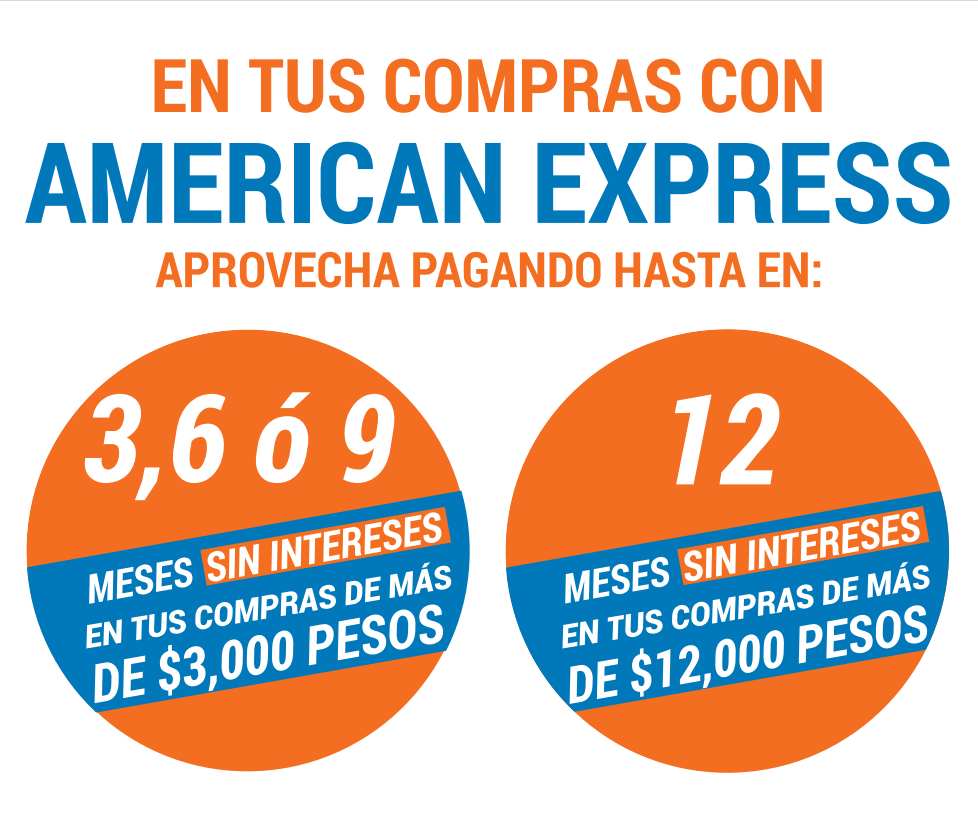 EN TUS COMPRAS CON
AMERICAN EXPRESS
APROVECHA PAGANDO HASTA EN:
3,6 ó 9
MESES SIN INTERESES
EN TUS COMPRAS DE MÁS
DE $3,000 PESOS
12
MESES SIN INTERESES
EN TUS COMPRAS DE MÁS
DE $12,000 PESOS